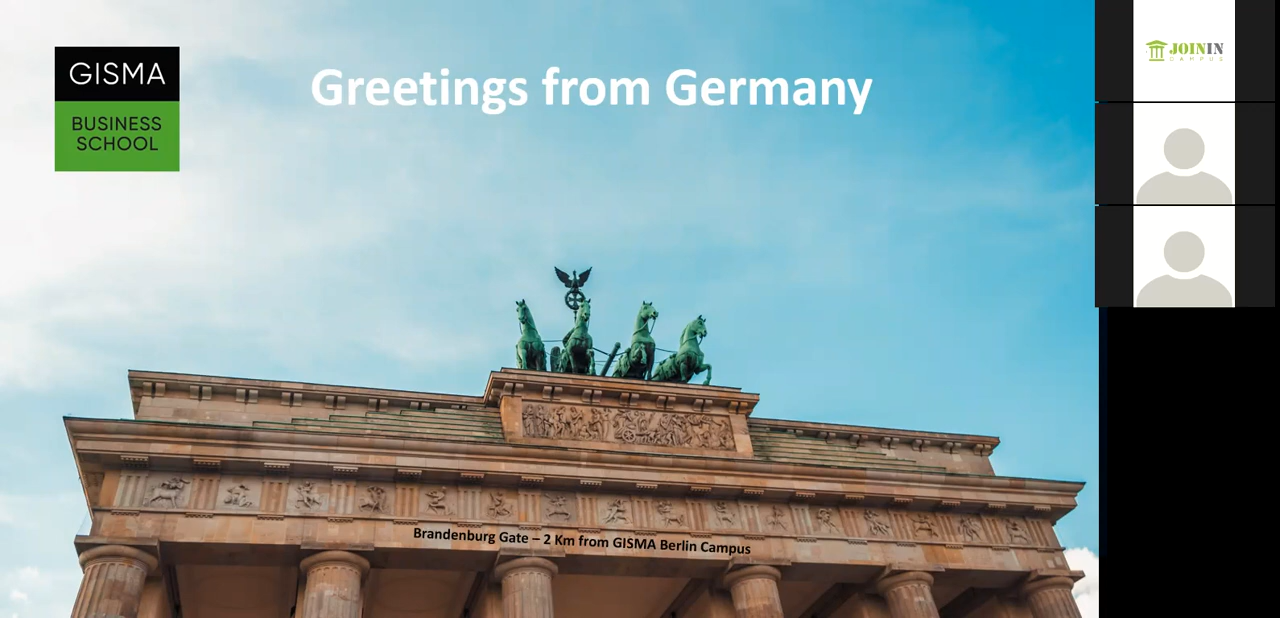 GISMA
BUSINESS
SCHOOL
Greetings from Germany
JOININ
CAMPUS
Brandenburg Gate – 2 Km from GISMA Berlin Campus